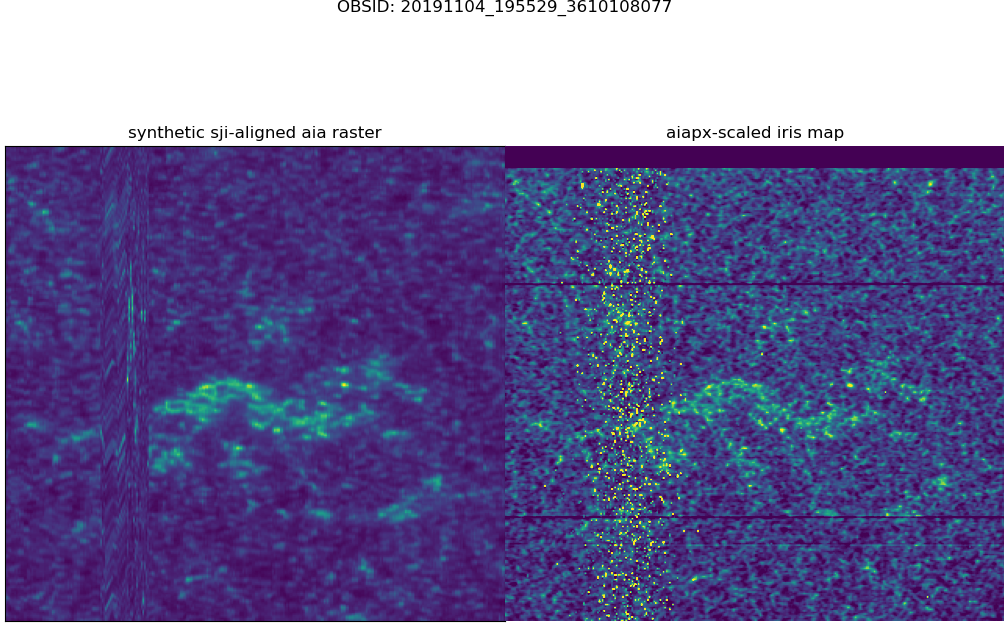 OBSID: 20191104_195529_3610108077
synthetic sji-aligned aia raster
aiapx-scaled iris map